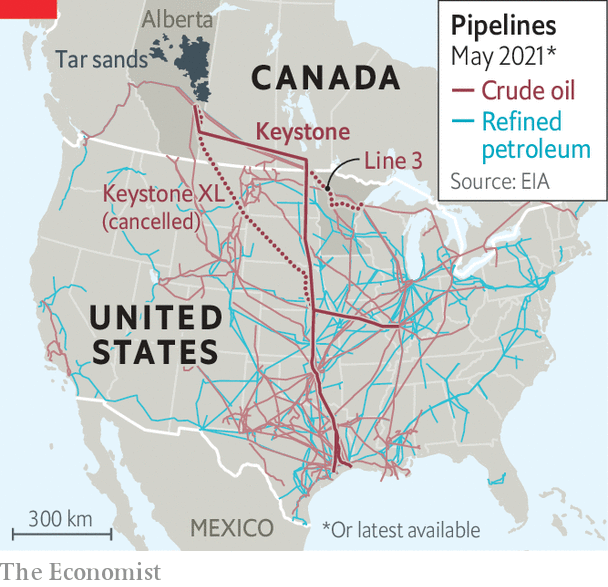 Alberta
Tar sands
CANADA
Pipelines
May 2021*
Crude oil
Refined
petroleum
Source: EIA
Keystone
Line 3
Keystone XL
(cancelled)
UNITED
STATES
300 km
MEXICO
*Or latest available
The Economist